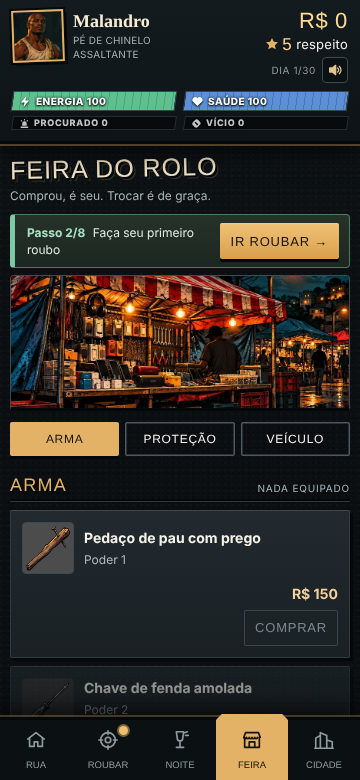 Malandro
PÉ DE CHINELO
ASSALTANTE
R$ 0
5 respeito
DIA 1/30
ENERGIA 100
SAÚDE 100
PROCURADO 0
VÍCIO 0
FEIRA DO ROLO
Comprou, é seu. Trocar é de graça.
Passo 2/8 Faça seu primeiro
roubo
IR ROUBAR →
ARMA
PROTEÇÃO
VEÍCULO
ARMA
NADA EQUIPADO
Pedaço de pau com prego
Poder 1
R$ 150
COMPRAR
Chave de fenda amolada
Poder 2
RUA
ROUBAR
NOITE
FEIRA
CIDADE